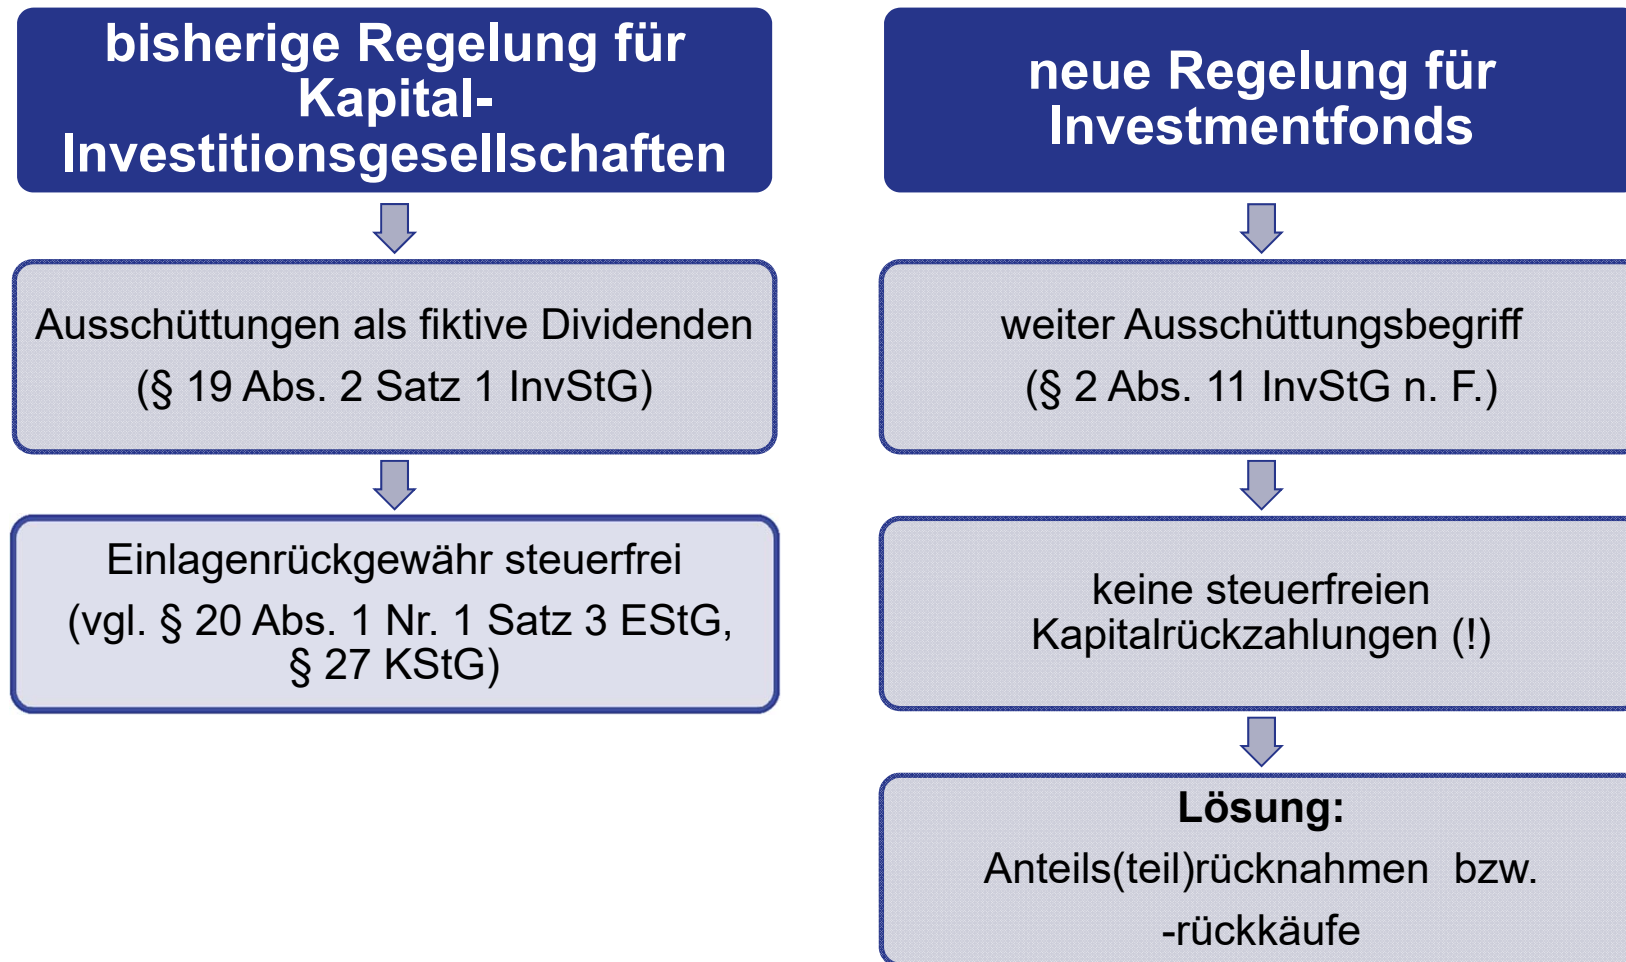 bisherige Regelung für
Kapital-
Investitionsgesellschaften
Ausschüttungen als fiktive Dividenden
(§ 19 Abs. 2 Satz 1 InvStG)
Einlagenrückgewähr steuerfrei
(vgl. § 20 Abs. 1 Nr. 1 Satz 3 EStG,
§ 27 KStG)
neue Regelung für
Investmentfonds
weiter Ausschüttungsbegriff
(§ 2 Abs. 11 InvStG n. F.)
keine steuerfreien
Kapitalrückzahlungen (!)
Lösung:
Anteils(teil)rücknahmen bzw.
-rückkäufe